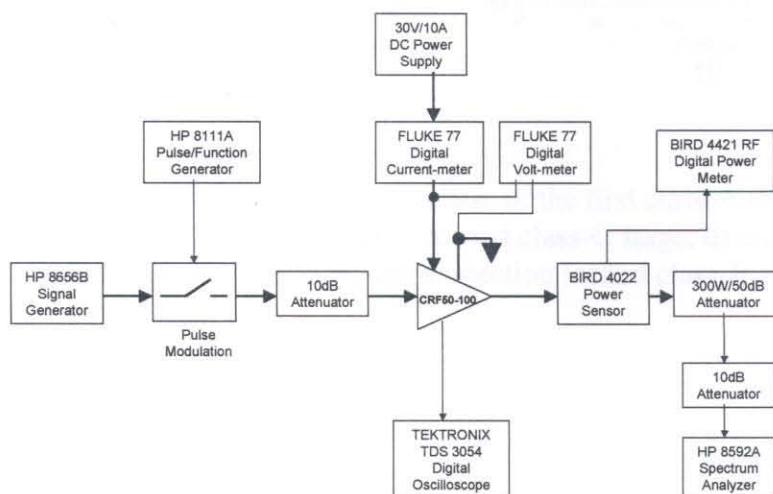 30V/10A
DC Power
Supply
HP 8111A
Pulse/Function
Generator
FLUKE 77
Digital
Current-meter
FLUKE 77
Digital
Volt-meter
BIRD 4421 RF
Digital Power
Meter
HP 8656B
Signal
Generator
Pulse
Modulation
10dB
Attenuator
CRF50-100
BIRD 4022
Power
Sensor
300W/50dB
Attenuator
10dB
Attenuator
TEKTRONIX
TDS 3054
Digital
Oscilloscope
HP 8592A
Spectrum
Analyzer